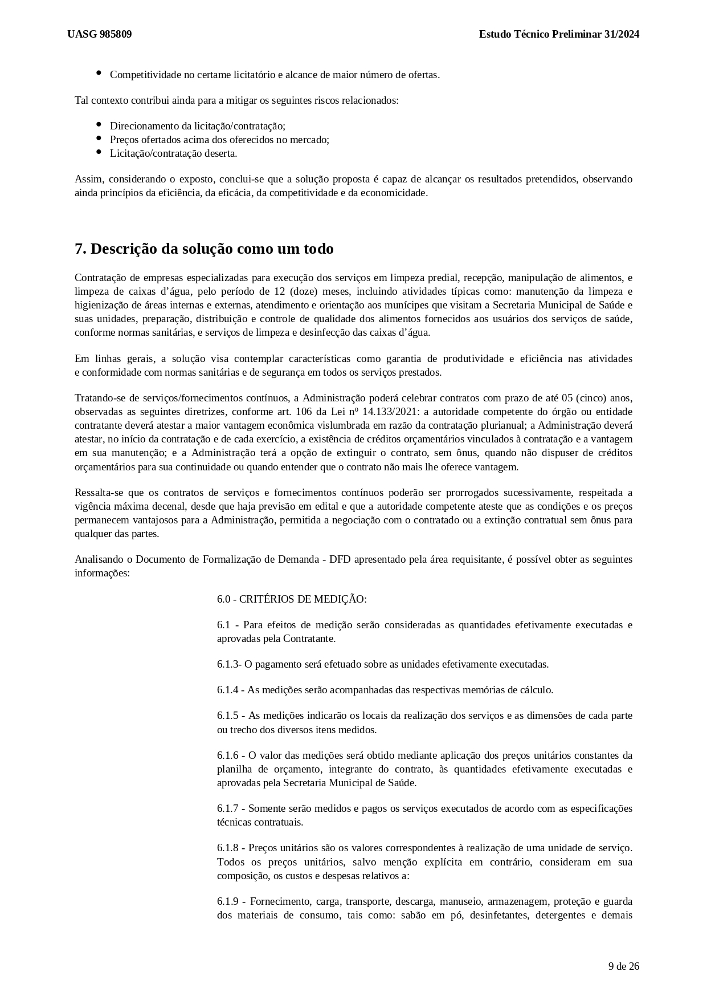 UASG 985809
Estudo Técnico Preliminar 31/2024
• Competitividade no certame licitatório e alcance de maior número de ofertas.
Tal contexto contribui ainda para a mitigar os seguintes riscos relacionados:
• Direcionamento da licitação/contratação;
• Preços ofertados acima dos oferecidos no mercado;
• Licitação/contratação deserta.
Assim, considerando o exposto, conclui-se que a solução proposta é capaz de alcançar os resultados pretendidos, observando
ainda princípios da eficiência, da eficácia, da competitividade e da economicidade.
7. Descrição da solução como um todo
Contratação de empresas especializadas para execução dos serviços em limpeza predial, recepção, manipulação de alimentos, e
limpeza de caixas d’água, pelo período de 12 (doze) meses, incluindo atividades típicas como: manutenção da limpeza e
higienização de áreas internas e externas, atendimento e orientação aos munícipes que visitam a Secretaria Municipal de Saúde e
suas unidades, preparação, distribuição e controle de qualidade dos alimentos fornecidos aos usuários dos serviços de saúde,
conforme normas sanitárias, e serviços de limpeza e desinfecção das caixas d’água.
Em linhas gerais, a solução visa contemplar características como garantia de produtividade e eficiência nas atividades
e conformidade com normas sanitárias e de segurança em todos os serviços prestados.
Tratando-se de serviços/fornecimentos contínuos, a Administração poderá celebrar contratos com prazo de até 05 (cinco) anos,
observadas as seguintes diretrizes, conforme art. 106 da Lei nº 14.133/2021: a autoridade competente do órgão ou entidade
contratante deverá atestar a maior vantagem econômica vislumbrada em razão da contratação plurianual; a Administração deverá
atestar, no início da contratação e de cada exercício, a existência de créditos orçamentários vinculados à contratação e a vantagem
em sua manutenção; e a Administração terá a opção de extinguir o contrato, sem ônus, quando não dispuser de créditos
orçamentários para sua continuidade ou quando entender que o contrato não mais lhe oferece vantagem.
Ressalta-se que os contratos de serviços e fornecimentos contínuos poderão ser prorrogados sucessivamente, respeitada a
vigência máxima decenal, desde que haja previsão em edital e que a autoridade competente ateste que as condições e os preços
permanecem vantajosos para a Administração, permitida a negociação com o contratado ou a extinção contratual sem ônus para
qualquer das partes.
Analisando o Documento de Formalização de Demanda - DFD apresentado pela área requisitante, é possível obter as seguintes
informações:
6.0 - CRITÉRIOS DE MEDIÇÃO:
6.1 - Para efeitos de medição serão consideradas as quantidades efetivamente executadas e
aprovadas pela Contratante.
6.1.3- O pagamento será efetuado sobre as unidades efetivamente executadas.
6.1.4 - As medições serão acompanhadas das respectivas memórias de cálculo.
6.1.5 - As medições indicarão os locais da realização dos serviços e as dimensões de cada parte
ou trecho dos diversos itens medidos.
6.1.6 - O valor das medições será obtido mediante aplicação dos preços unitários constantes da
planilha de orçamento, integrante do contrato, às quantidades efetivamente executadas e
aprovadas pela Secretaria Municipal de Saúde.
6.1.7 - Somente serão medidos e pagos os serviços executados de acordo com as especificações
técnicas contratuais.
6.1.8 - Preços unitários são os valores correspondentes à realização de uma unidade de serviço.
Todos os preços unitários, salvo menção explícita em contrário, consideram em sua
composição, os custos e despesas relativos a:
6.1.9 - Fornecimento, carga, transporte, descarga, manuseio, armazenagem, proteção e guarda
dos materiais de consumo, tais como: sabão em pó, desinfetantes, detergentes e demais
9 de 26